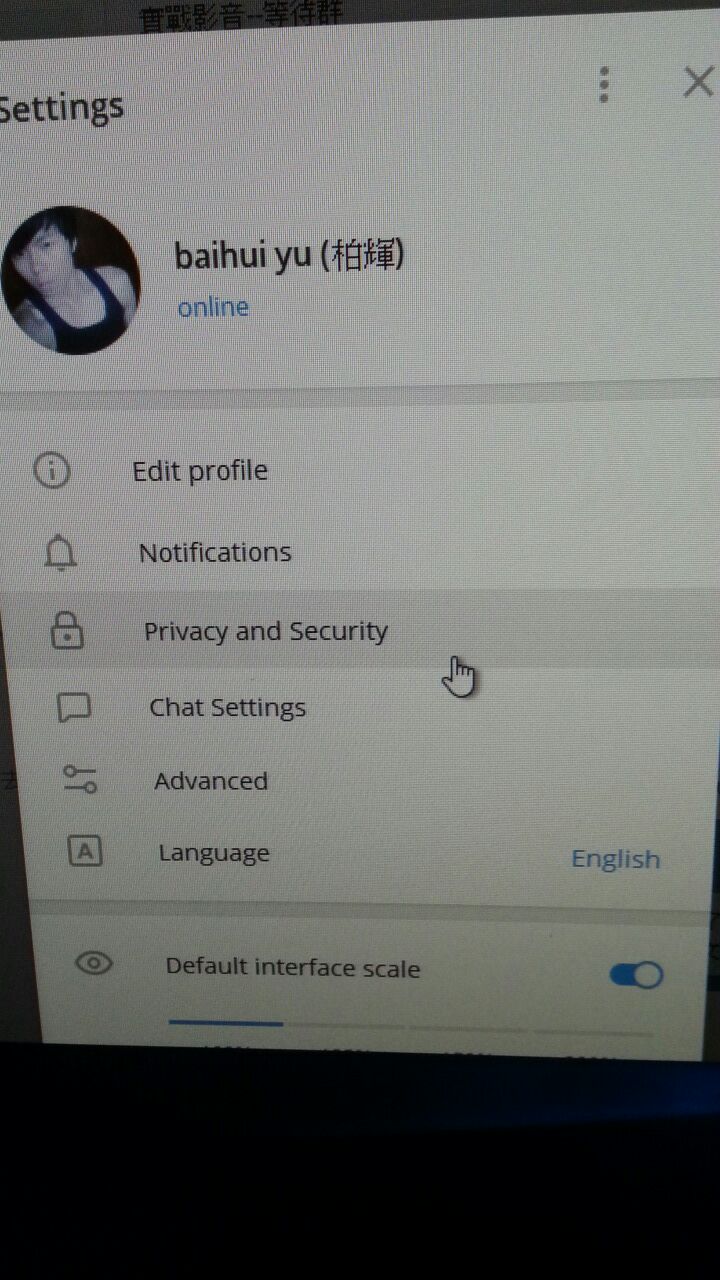 實戰影音--等待群
Settings
baihui yu (柏輝)
online
Edit profile
Notifications
Privacy and Security
Chat Settings
Advanced
Language
English
Default interface scale